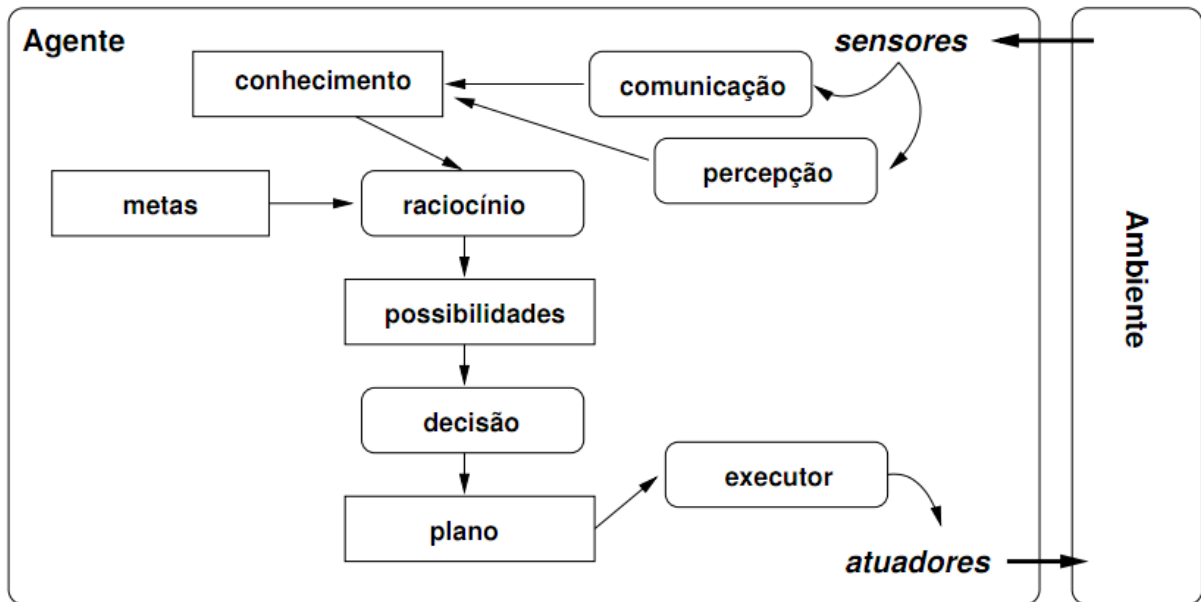 Agente
sensores
conhecimento
comunicação
percepção
metas
raciocínio
possibilidades
decisão
executor
plano
atuadores
Ambiente